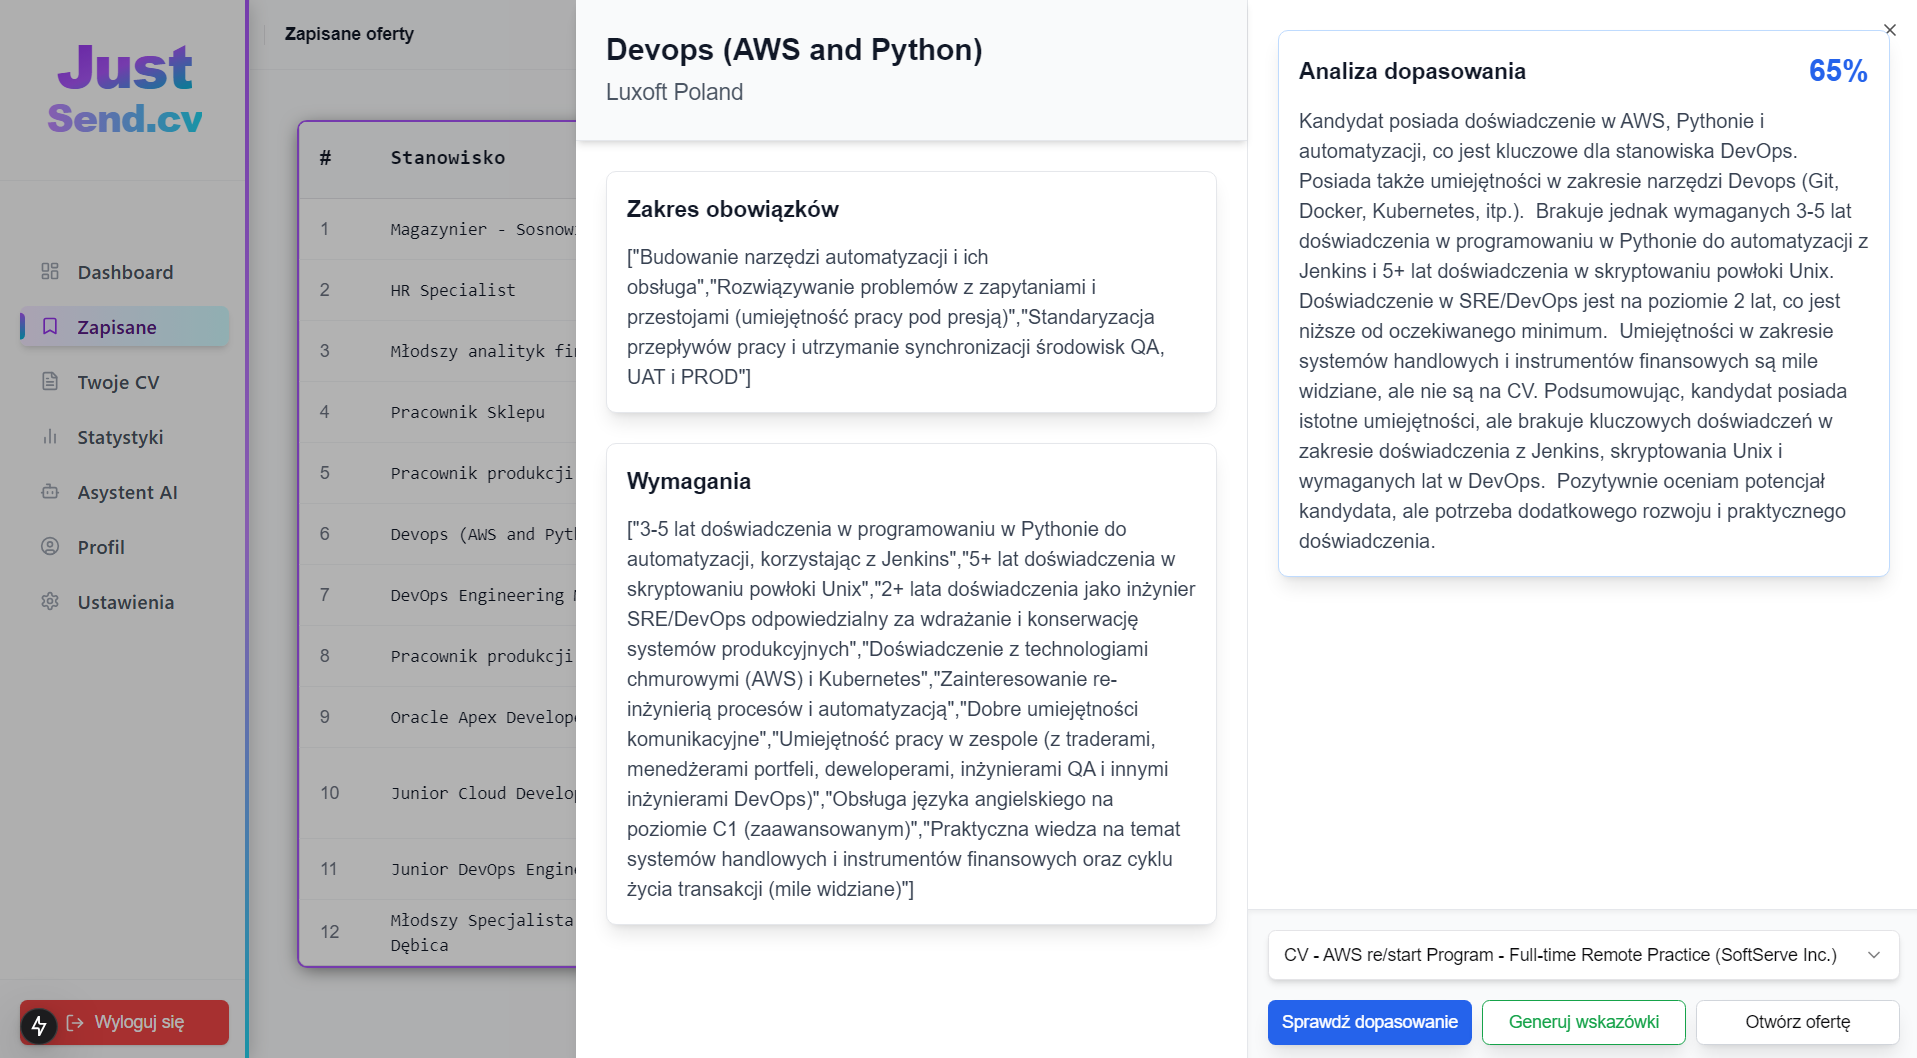 Just
Send.cv
Dashboard
Zapisane
Twoje CV
Statystyki
Asystent AI
Profil
Ustawienia
Wyloguj się
Zapisane oferty
# Stanowisko
1 Magazynier - Sosnow
2 HR Specialist
3 Młodszy analityk fi
4 Pracownik Sklepu
5 Pracownik produkcji
6 Devops (AWS and Pyt
7 DevOps Engineering
8 Pracownik produkcji
9 Oracle Apex Develop
10 Junior Cloud Develo
11 Junior DevOps Engin
12 Młodszy Specjalista
Dębica
Devops (AWS and Python)
Luxoft Poland
Zakres obowiązków
["Budowanie narzędzi automatyzacji i ich
obsługa","Rozwiązywanie problemów z zapytaniami i
przestojami (umiejętność pracy pod presją)","Standaryzacja
przepływów pracy i utrzymanie synchronizacji środowisk QA,
UAT i PROD"]
Wymagania
["3-5 lat doświadczenia w programowaniu w Pythonie do
automatyzacji, korzystając z Jenkins","5+ lat doświadczenia w
skryptowaniu powłoki Unix","2+ lata doświadczenia jako inżynier
SRE/DevOps odpowiedzialny za wdrażanie i konserwację
systemów produkcyjnych","Doświadczenie z technologiami
chmurowymi (AWS) i Kubernetes","Zainteresowanie re-
inżynierią procesów i automatyzacją","Dobre umiejętności
komunikacyjne","Umiejętność pracy w zespole (z traderami,
menedżerami portfeli, deweloperami, inżynierami QA i innymi
inżynierami DevOps)","Obsługa języka angielskiego na
poziomie C1 (zaawansowanym)","Praktyczna wiedza na temat
systemów handlowych i instrumentów finansowych oraz cyklu
życia transakcji (mile widziane)"]
Analiza dopasowania 65%
Kandydat posiada doświadczenie w AWS, Pythonie i
automatyzacji, co jest kluczowe dla stanowiska DevOps.
Posiada także umiejętności w zakresie narzędzi Devops (Git,
Docker, Kubernetes, itp.). Brakuje jednak wymaganych 3-5 lat
doświadczenia w programowaniu w Pythonie do automatyzacji z
Jenkins i 5+ lat doświadczenia w skryptowaniu powłoki Unix.
Doświadczenie w SRE/DevOps jest na poziomie 2 lat, co jest
niższe od oczekiwanego minimum. Umiejętności w zakresie
systemów handlowych i instrumentów finansowych są mile
widziane, ale nie są na CV. Podsumowując, kandydat posiada
istotne umiejętności, ale brakuje kluczowych doświadczeń w
zakresie doświadczenia z Jenkins, skryptowania Unix i
wymaganych lat w DevOps. Pozytywnie oceniam potencjał
kandydata, ale potrzeba dodatkowego rozwoju i praktycznego
doświadczenia.
CV - AWS re/start Program - Full-time Remote Practice (SoftServe Inc.)
Sprawdź dopasowanie
Generuj wskazówki
Otwórz ofertę